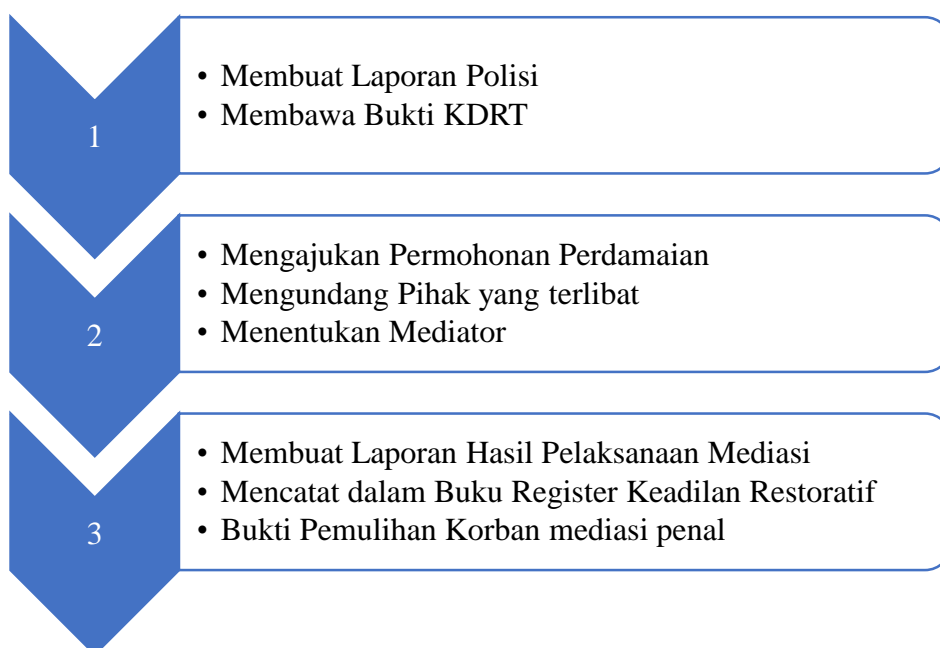 1
• Membuat Laporan Polisi
• Membawa Bukti KDRT
2
• Mengajukan Permohonan Perdamaian
• Mengundang Pihak yang terlibat
• Menentukan Mediator
3
• Membuat Laporan Hasil Pelaksanaan Mediasi
• Mencatat dalam Buku Register Keadilan Restoratif
• Bukti Pemulihan Korban mediasi penal